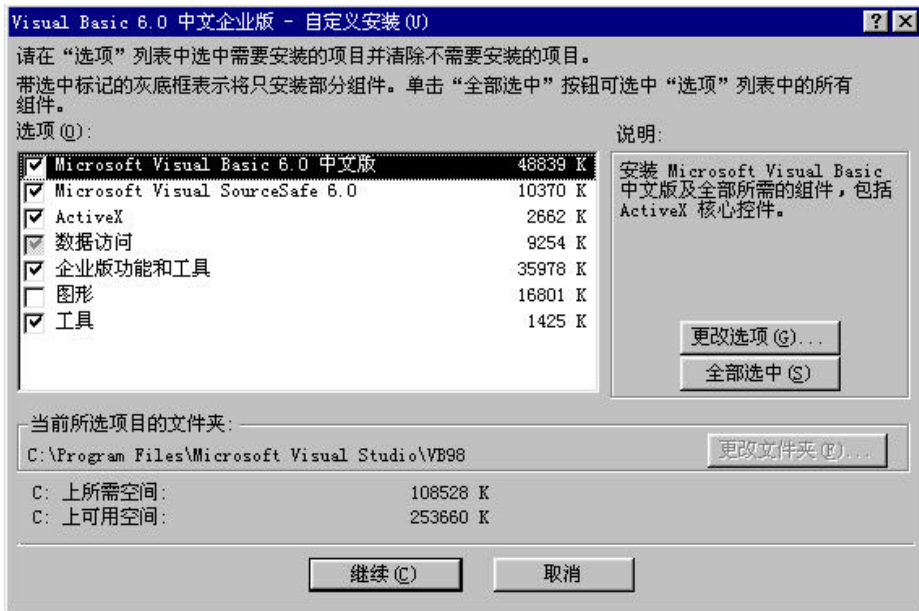 Visual Basic 6.0 中文企业版 - 自定义安装(U)
请在“选项”列表中选中需要安装的项目并清除不需要安装的项目。
带选中标记的灰底框表示将只安装部分组件。单击“全部选中”按钮可选中“选项”列表中的所有
组件。
选项(O):
Microsoft Visual Basic 6.0 中文版 48839 K
Microsoft Visual SourceSafe 6.0 10370 K
ActiveX 2662 K
数据访问 9254 K
企业版功能和工具 35978 K
图形 16801 K
工具 1425 K
说明:
安装 Microsoft Visual Basic
中文版及全部所需的组件，包括
ActiveX 核心控件。
更改选项(G)...
全部选中(S)
当前所选项目的文件夹:
C:\Program Files\Microsoft Visual Studio\VB98
更改文件夹(F)...
C: 上所需空间: 108528 K
C: 上可用空间: 253660 K
继续(C)
取消